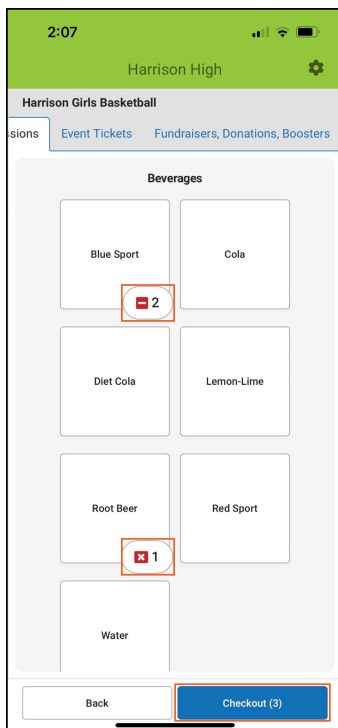 2:07
Harrison High
Harrison Girls Basketball
ssions Event Tickets Fundraisers, Donations, Boosters
Beverages
Blue Sport Cola
2
Diet Cola Lemon-Lime
Root Beer Red Sport
1
Water
Back Checkout (3)